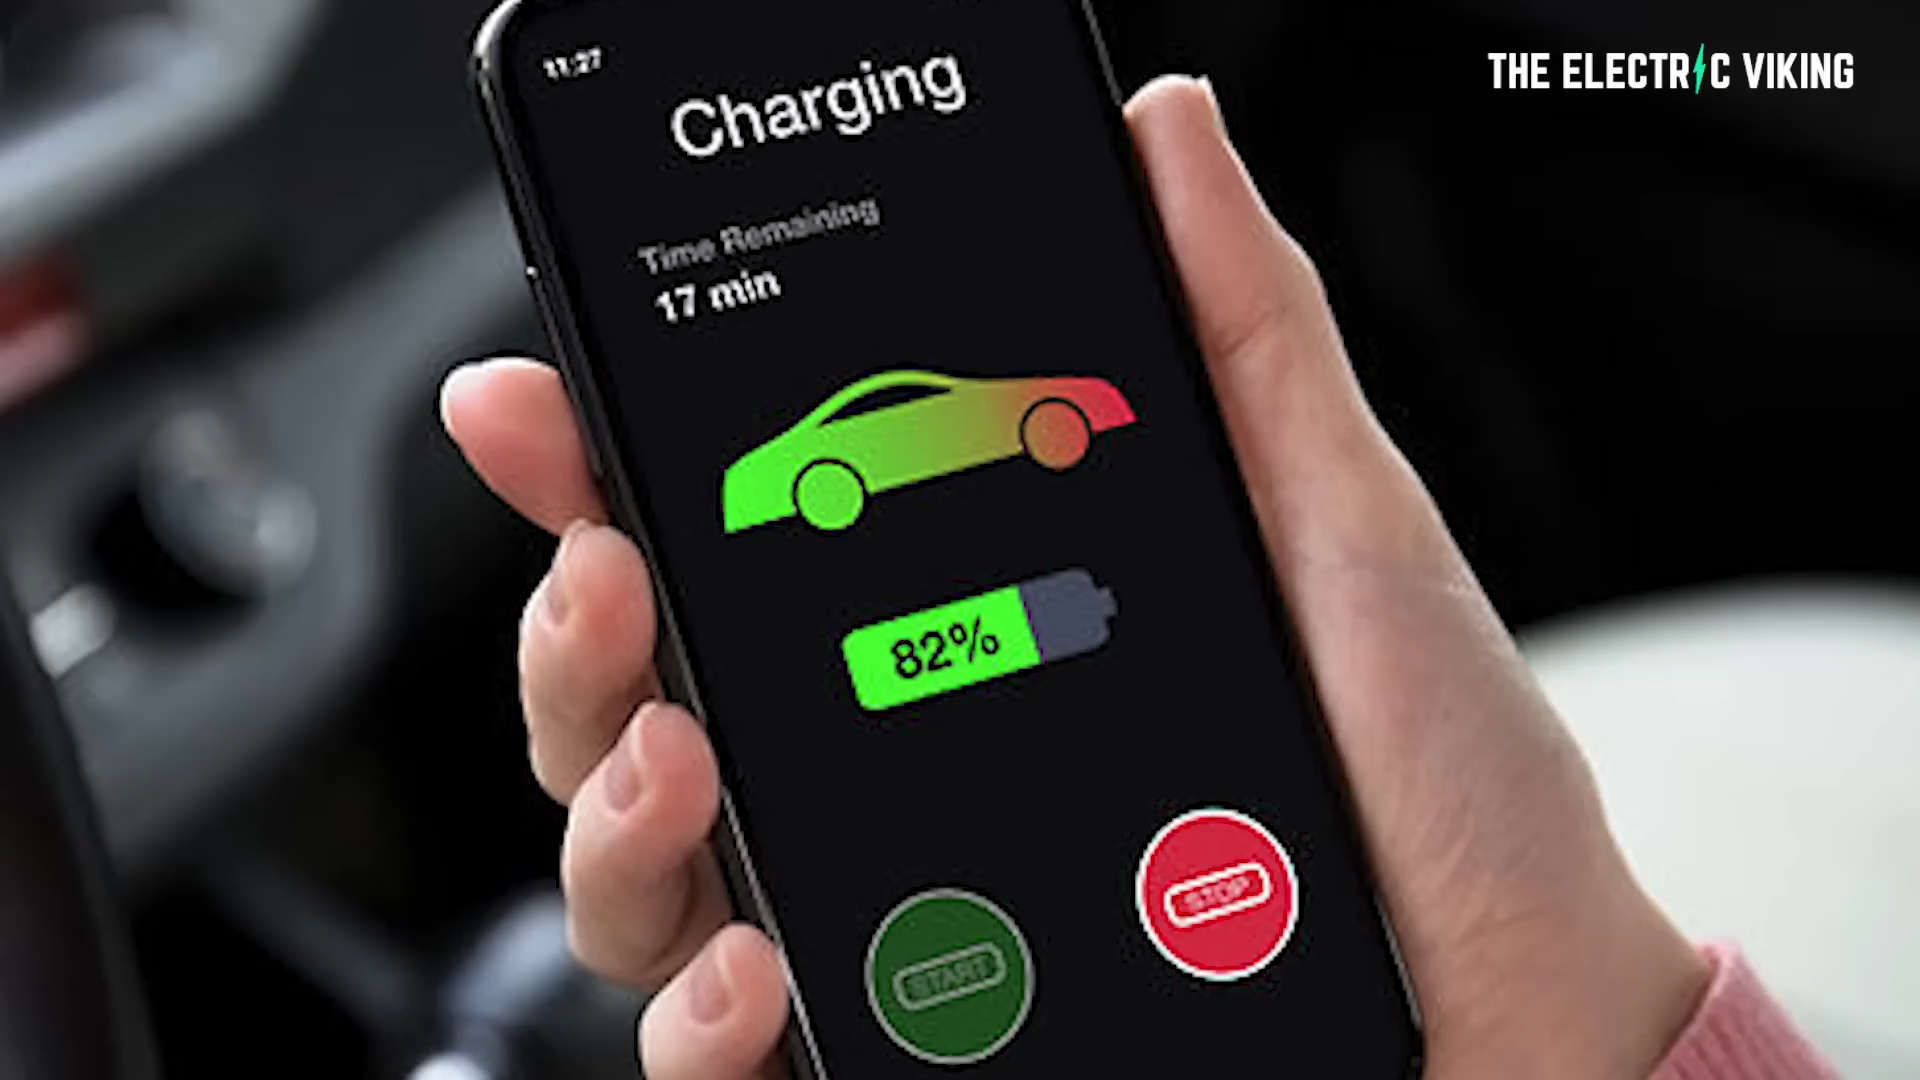 THE ELECTRIC VIKING
11:27
Charging
Time Remaining
17 min
82%
STOP
START